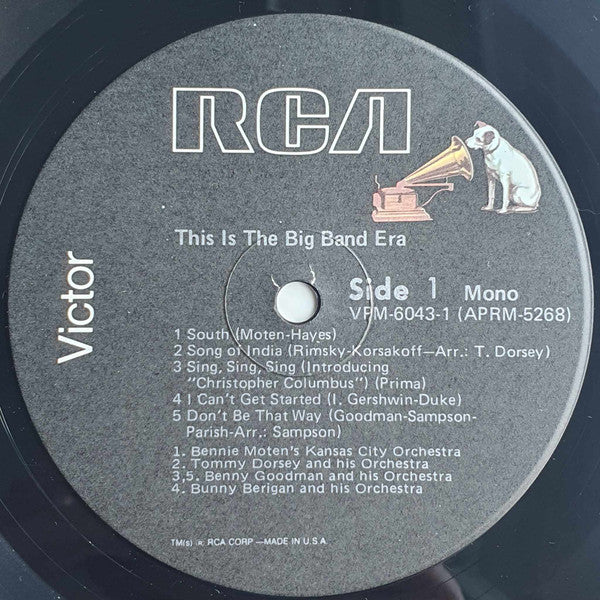 RCA
Victor
This Is The Big Band Era
Side 1 Mono
VPM-6043-1 (APRM-5268)
1 South (Moten-Hayes)
2 Song of India (Rimsky-Korsakoff—Arr.: T. Dorsey)
3 Sing, Sing, Sing (Introducing
"Christopher Columbus") (Prima)
4 I Can't Get Started (I. Gershwin-Duke)
5 Don't Be That Way (Goodman-Sampson-
Parish-Arr.: Sampson)
1. Bennie Moten's Kansas City Orchestra
2. Tommy Dorsey and his Orchestra
3,5. Benny Goodman and his Orchestra
4. Bunny Berigan and his Orchestra
TM(s) ® RCA CORP —MADE IN U.S.A